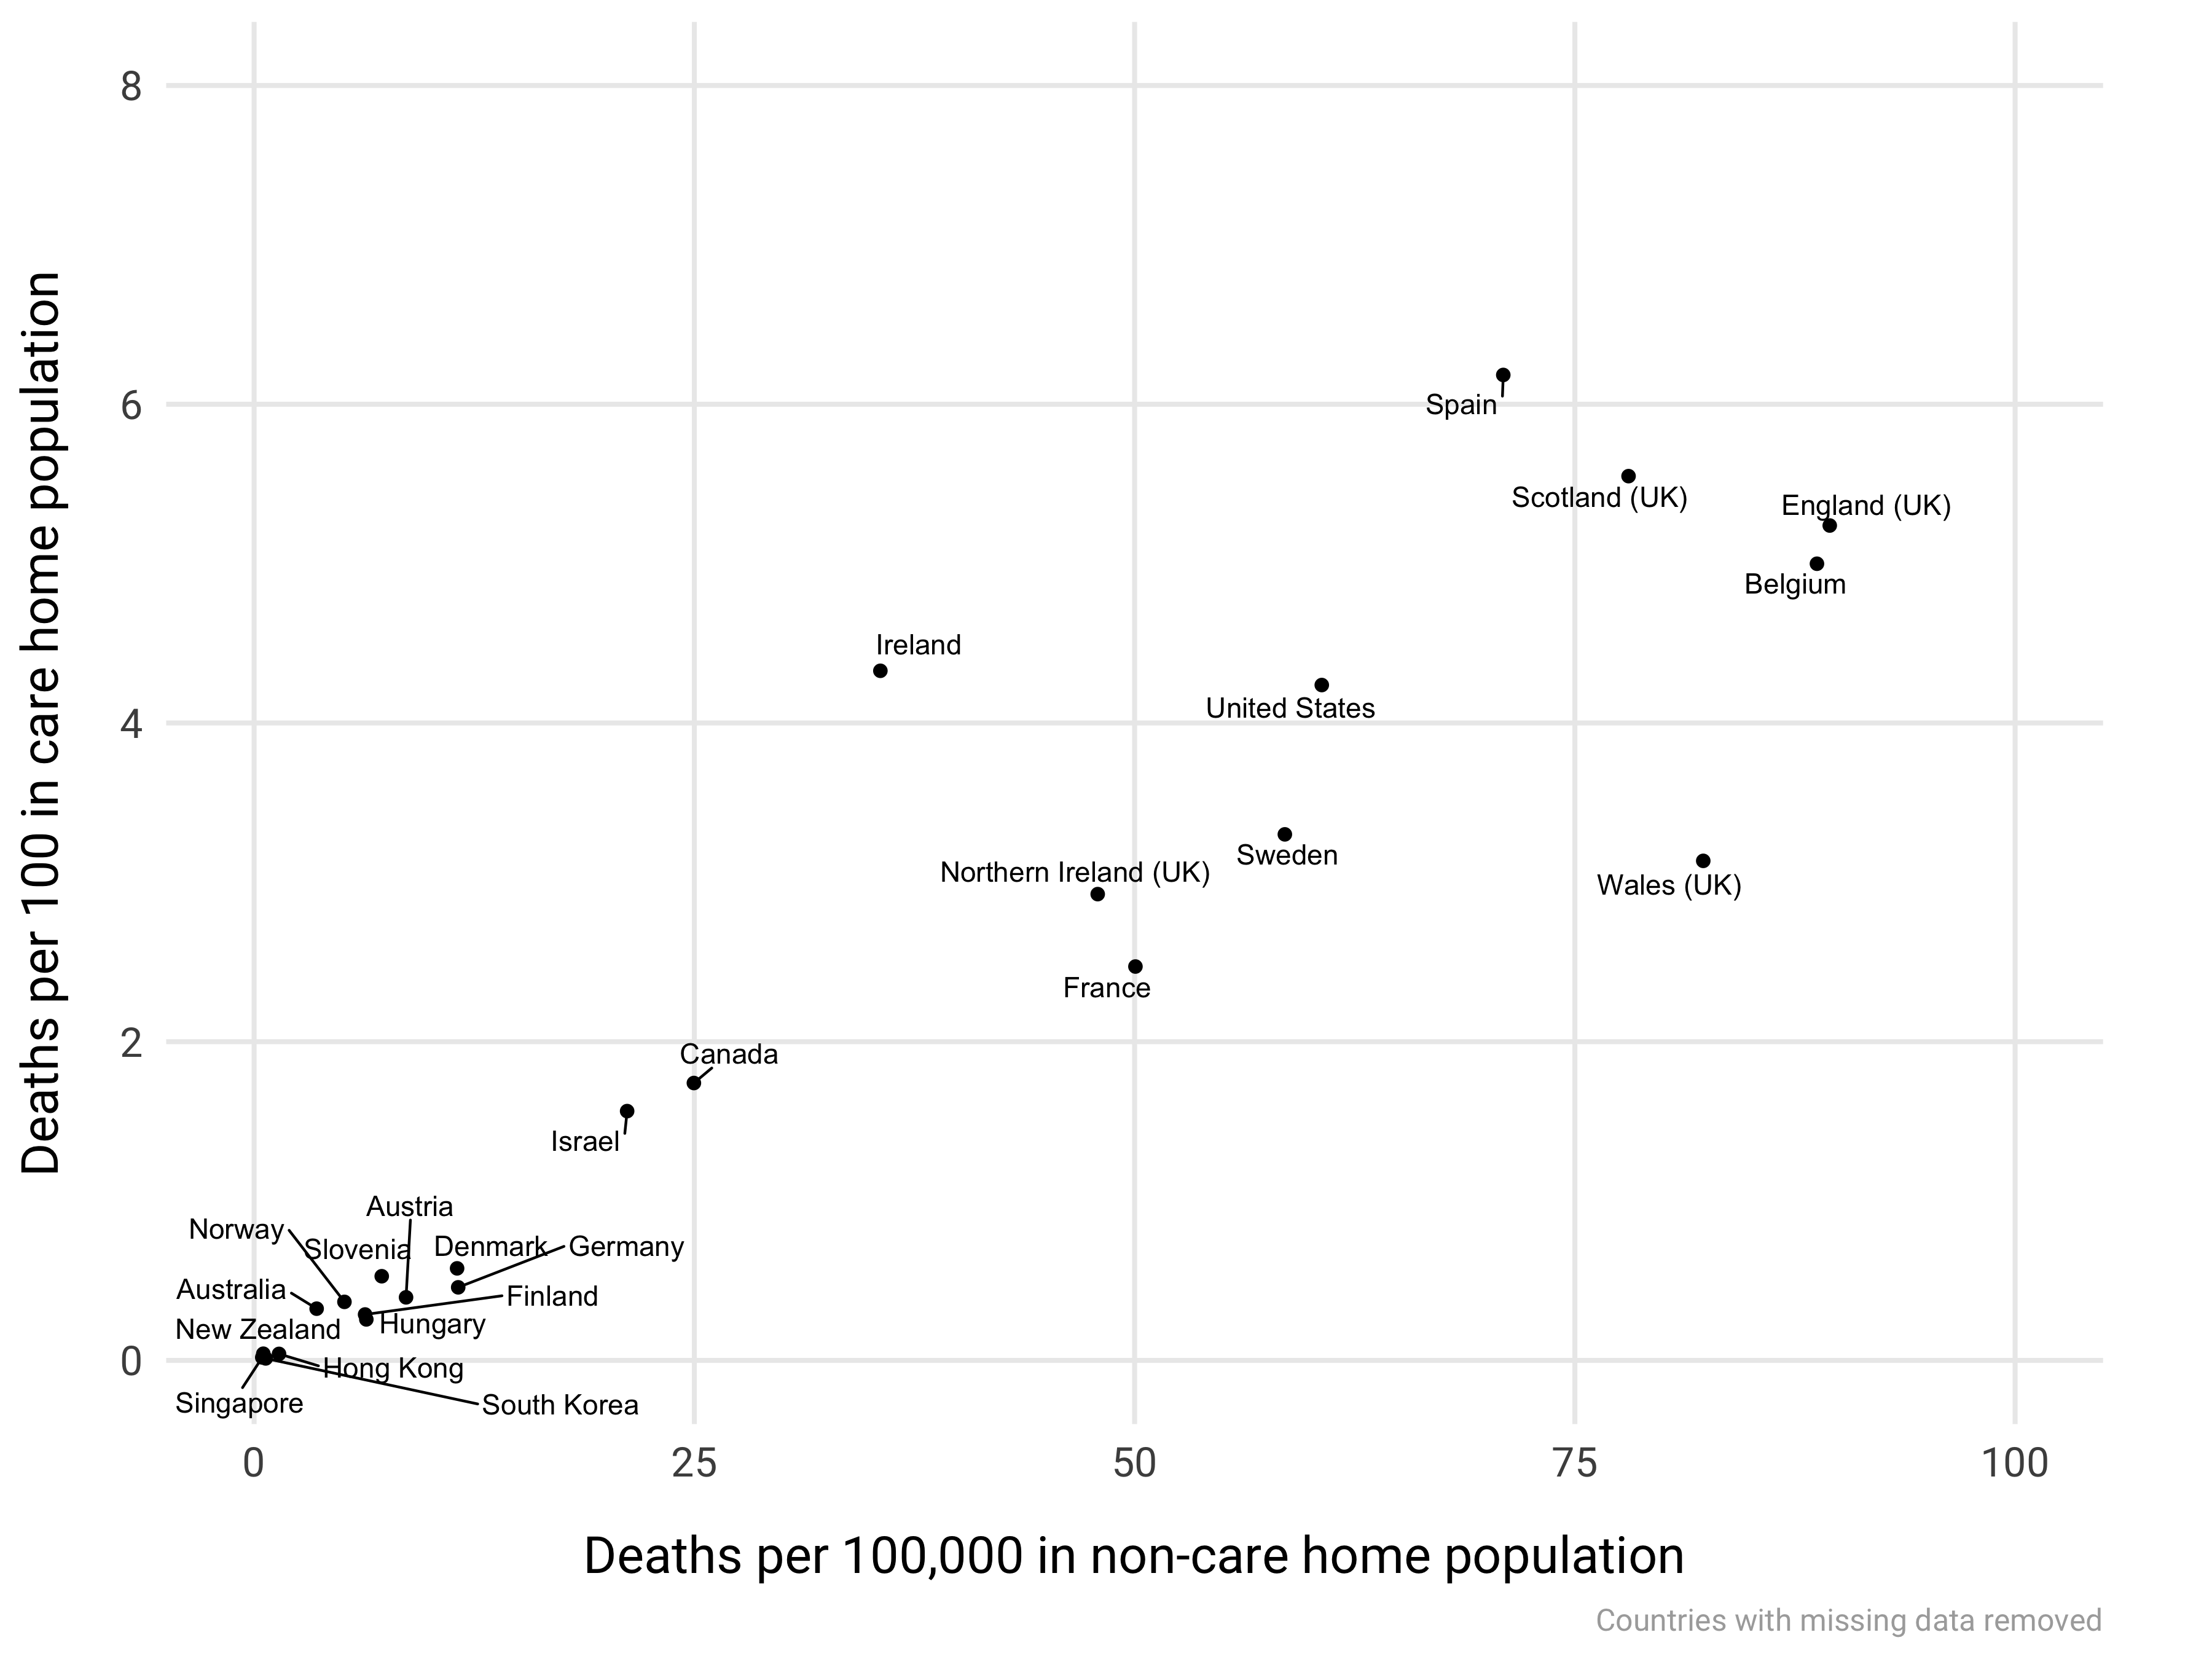 8
6
4
2
0
Deaths per 100 in care home population
Spain
Scotland (UK)
England (UK)
Belgium
Ireland
United States
Sweden
Northern Ireland (UK)
Wales (UK)
France
Canada
Israel
Austria
Norway
Slovenia
Denmark
Germany
Australia
Finland
New Zealand
Hungary
Hong Kong
Singapore
South Korea
0
25
50
75
100
Deaths per 100,000 in non-care home population
Countries with missing data removed